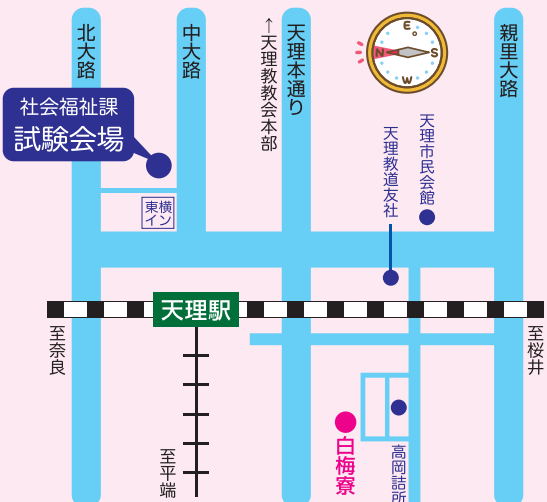 北大路
中大路
↑天理教教会本部
天理本通り
E
N
S
W
親里大路
社会福祉課
試験会場
天理市民会館
天理教道友社
東横
イン
天理駅
至奈良
至桜井
至平端
白梅寮
高岡詰所